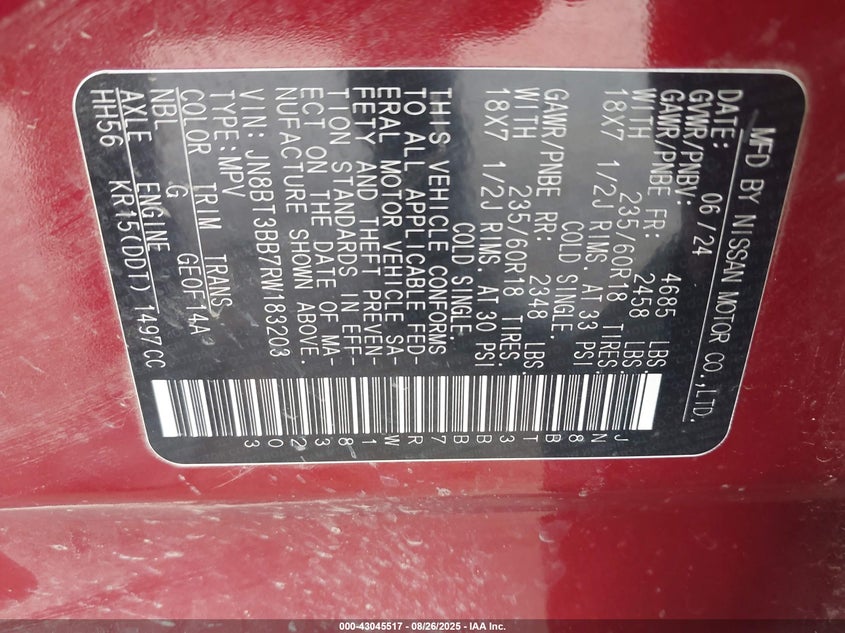 MFD BY NISSAN MOTOR CO.,LTD.
DATE: 06/24
GVWR/PNBV: 4685 LBS.
GAWR/PNBE FR: 2458 LBS.
WITH 235/60R18 TIRES.
18X7 1/2J RIMS. AT 33 PSI
COLD SINGLE.
GAWR/PNBE RR: 2348 LBS.
WITH 235/60R18 TIRES.
18X7 1/2J RIMS. AT 30 PSI
COLD SINGLE.
THIS VEHICLE CONFORMS
TO ALL APPLICABLE FED-
ERAL MOTOR VEHICLE SA-
FETY AND THEFT PREVEN-
TION STANDARDS IN EFF-
ECT ON THE DATE OF MA-
NUFACTURE SHOWN ABOVE.
VIN: JN8BT3BB7RW183203
TYPE:MPV
COLOR TRIM TRANS
NBL G GE0F14A
AXLE ENGINE
HH56 KR15(DDT) 1497CC
JN8BT3BB7RW183203
000-43045517 - 08/26/2025 - IAA Inc.